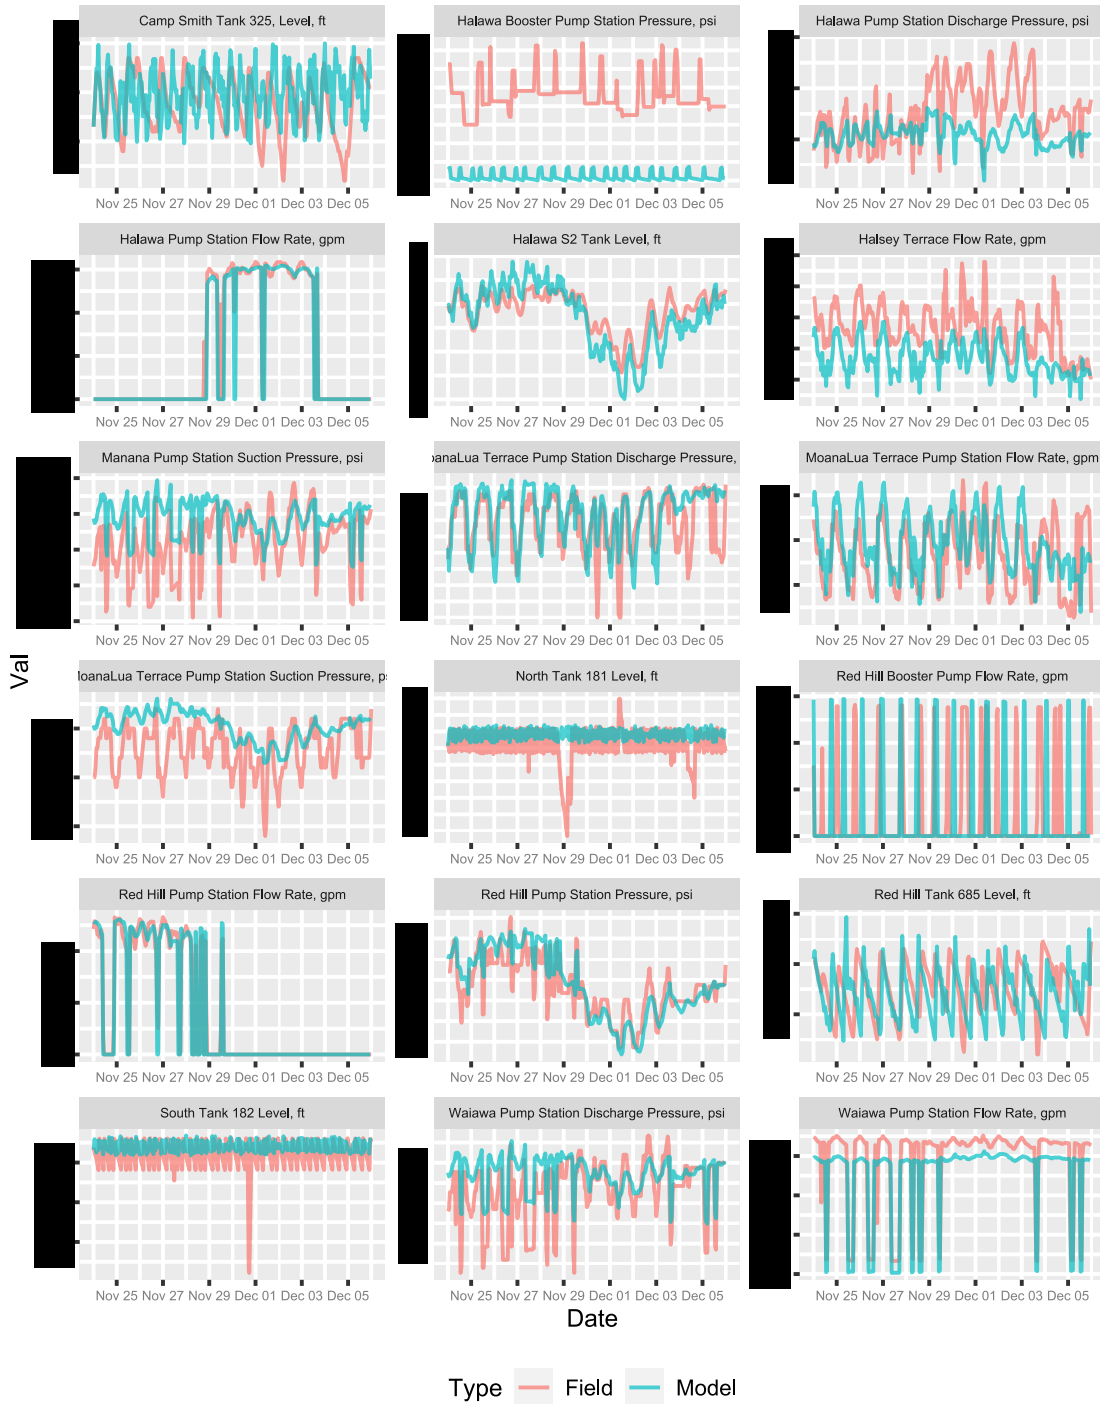 Camp Smith Tank 325, Level, ft
Halawa Booster Pump Station Pressure, psi
Halawa Pump Station Discharge Pressure, psi
Nov 25 Nov 27 Nov 29 Dec 01 Dec 03 Dec 05
Nov 25 Nov 27 Nov 29 Dec 01 Dec 03 Dec 05
Nov 25 Nov 27 Nov 29 Dec 01 Dec 03 Dec 05
Halawa Pump Station Flow Rate, gpm
Halawa S2 Tank Level, ft
Halsey Terrace Flow Rate, gpm
Nov 25 Nov 27 Nov 29 Dec 01 Dec 03 Dec 05
Nov 25 Nov 27 Nov 29 Dec 01 Dec 03 Dec 05
Nov 25 Nov 27 Nov 29 Dec 01 Dec 03 Dec 05
Manana Pump Station Suction Pressure, psi
oanaLua Terrace Pump Station Discharge Pressure,
MoanaLua Terrace Pump Station Flow Rate, gpm
Nov 25 Nov 27 Nov 29 Dec 01 Dec 03 Dec 05
Nov 25 Nov 27 Nov 29 Dec 01 Dec 03 Dec 05
Nov 25 Nov 27 Nov 29 Dec 01 Dec 03 Dec 05
Val
MoanaLua Terrace Pump Station Suction Pressure, ps
North Tank 181 Level, ft
Red Hill Booster Pump Flow Rate, gpm
Nov 25 Nov 27 Nov 29 Dec 01 Dec 03 Dec 05
Nov 25 Nov 27 Nov 29 Dec 01 Dec 03 Dec 05
Nov 25 Nov 27 Nov 29 Dec 01 Dec 03 Dec 05
Red Hill Pump Station Flow Rate, gpm
Red Hill Pump Station Pressure, psi
Red Hill Tank 685 Level, ft
Nov 25 Nov 27 Nov 29 Dec 01 Dec 03 Dec 05
Nov 25 Nov 27 Nov 29 Dec 01 Dec 03 Dec 05
Nov 25 Nov 27 Nov 29 Dec 01 Dec 03 Dec 05
South Tank 182 Level, ft
Waiawa Pump Station Discharge Pressure, psi
Waiawa Pump Station Flow Rate, gpm
Nov 25 Nov 27 Nov 29 Dec 01 Dec 03 Dec 05
Nov 25 Nov 27 Nov 29 Dec 01 Dec 03 Dec 05
Nov 25 Nov 27 Nov 29 Dec 01 Dec 03 Dec 05
Date
Type Field Model